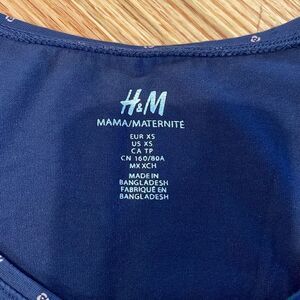 H&M
MAMA/MATERNITÉ
EUR XS
US XS
CA TP
CN 160/80A
MX XCH
MADE IN
BANGLADESH
FABRIQUÉ EN
BANGLADESH